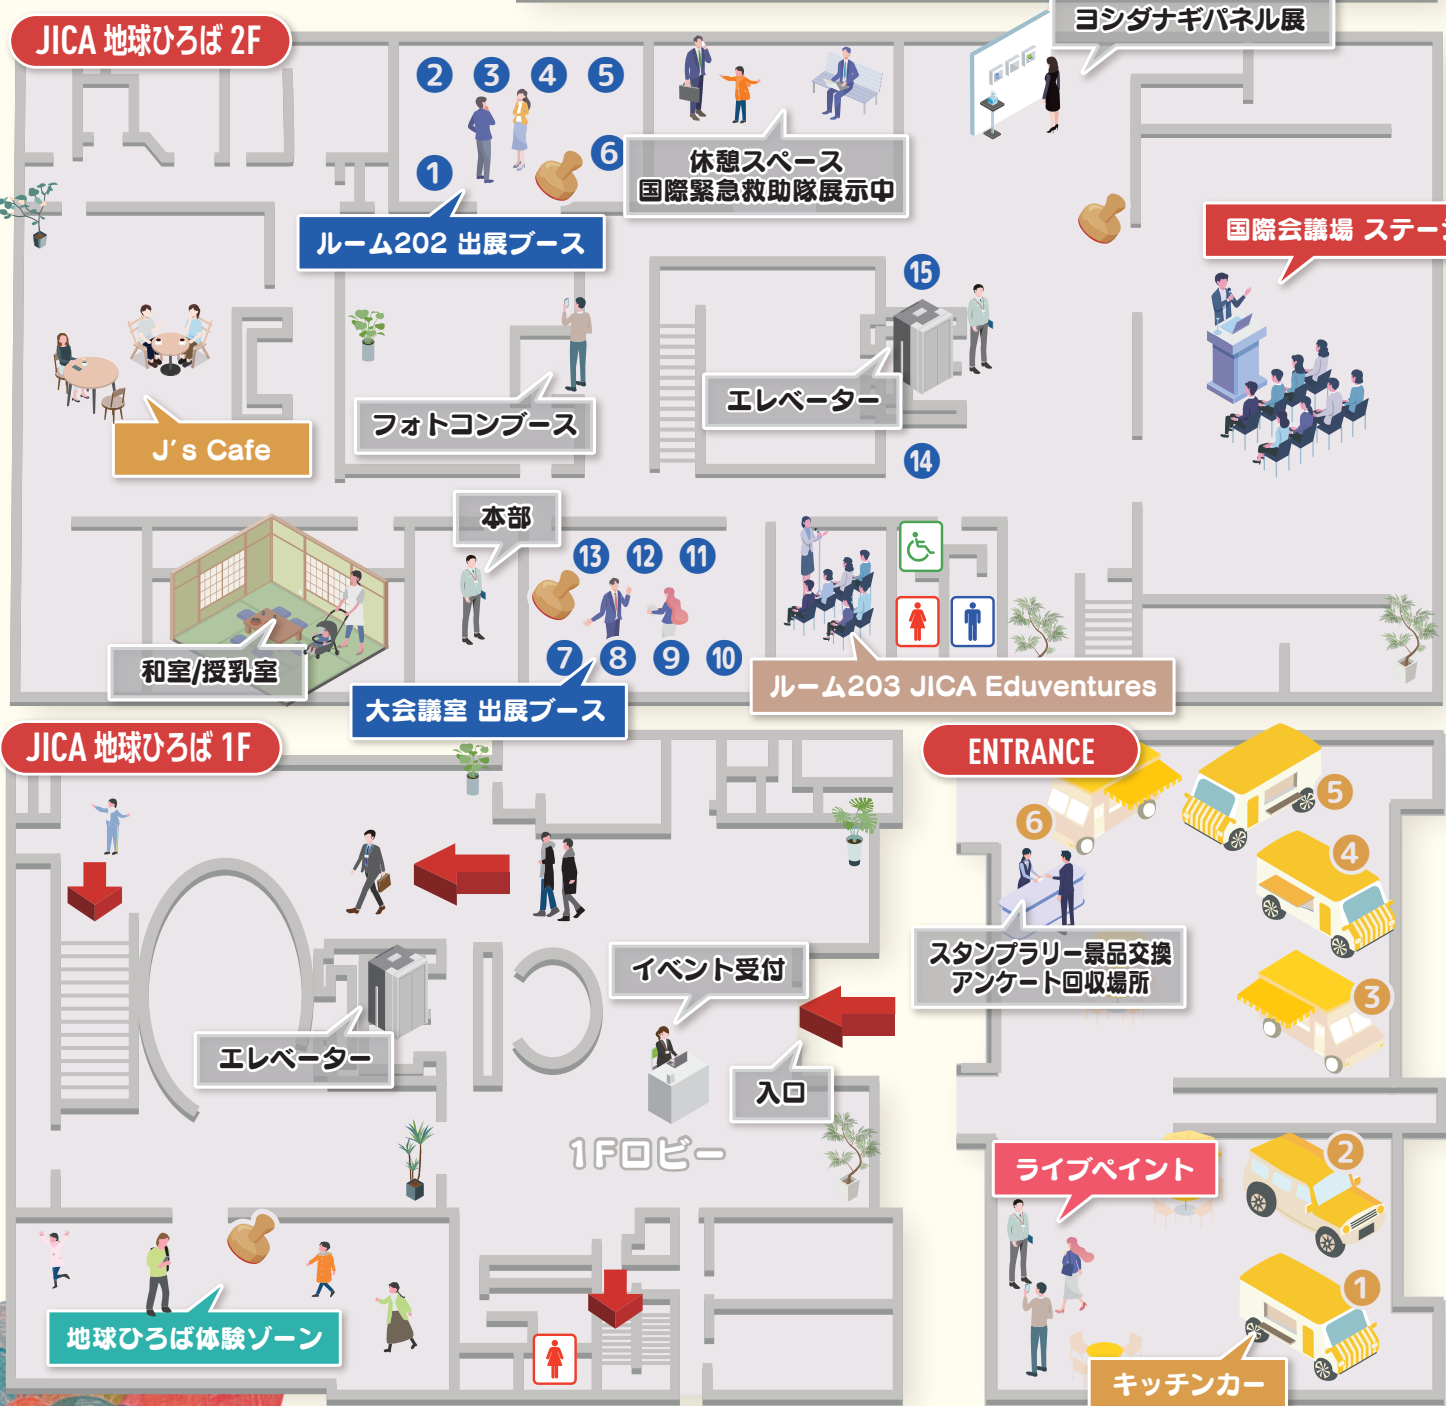 ヨシダナギパネル展
JICA 地球ひろば 2F
2 3 4 5
1
6
休憩スペース
国際緊急救助隊展示中
ルーム202 出展ブース
国際会議場 ステー
15
エレベーター
フォトコンブース
J's Cafe
14
本部
13 12 11
7 8 9 10
和室/授乳室
ルーム203 JICA Eduventures
大会議室 出展ブース
JICA 地球ひろば 1F
ENTRANCE
5
6
4
スタンプラリー景品交換
アンケート回収場所
イベント受付
3
エレベーター
入口
1Fロビー
ライブペイント
2
1
地球ひろば体験ゾーン
キッチンカー